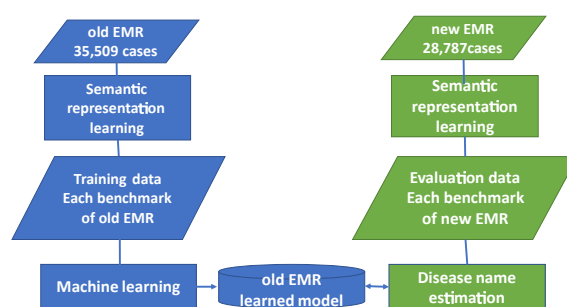 old EMR
35,509 cases
Semantic
representation
learning
Training data
Each benchmark
of old EMR
Machine learning
old EMR
learned model
new EMR
28,787cases
Semantic
representation
learning
Evaluation data
Each benchmark
of new EMR
Disease name
estimation